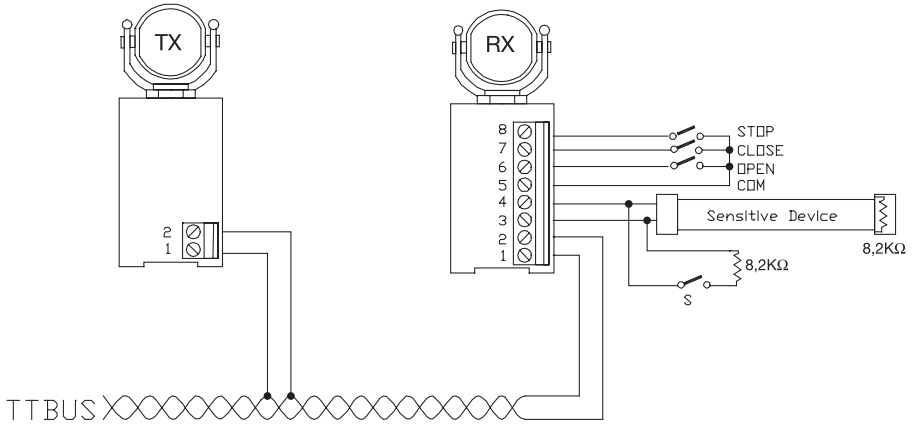 TX
RX
8
7
6
5
4
3
2
1
STOP
CLOSE
OPEN
COM
Sensitive Device
8,2KΩ
8,2KΩ
S
2
1
TTBUS